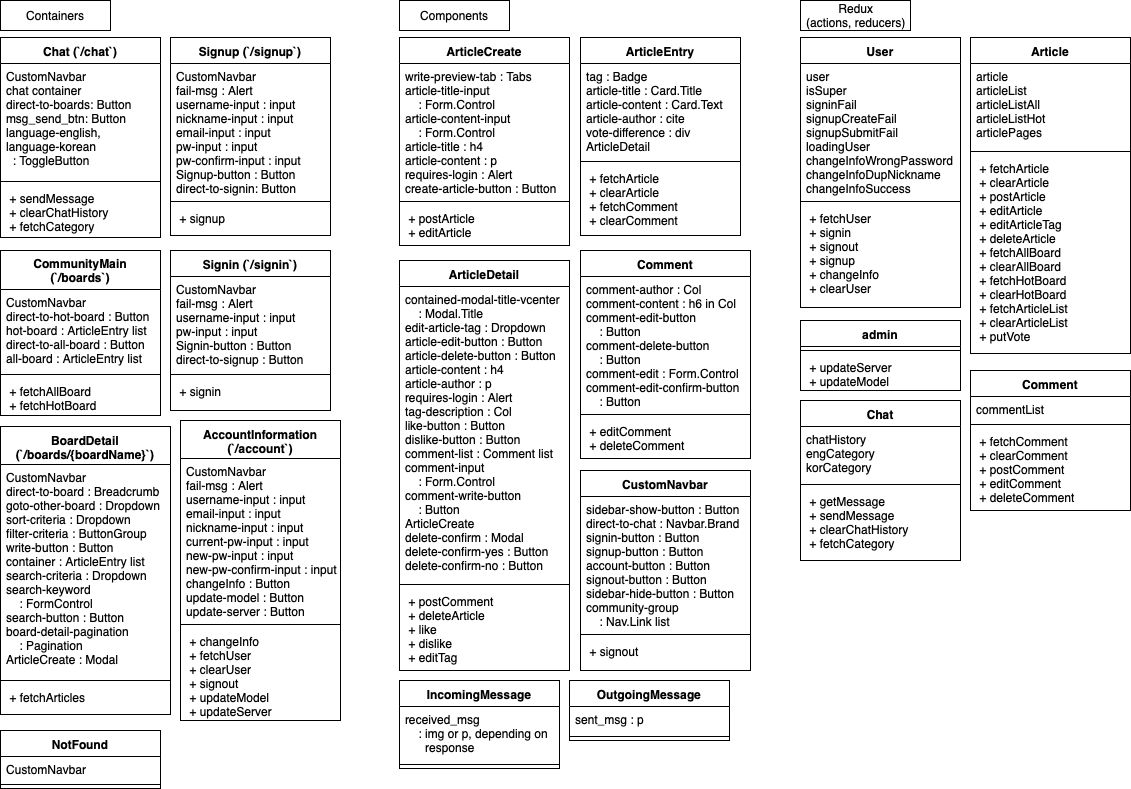 Containers
Chat (`/chat`)
CustomNavbar
chat container
direct-to-boards: Button
msg_send_btn: Button
language-english,
language-korean
: ToggleButton
+ sendMessage
+ clearChatHistory
+ fetchCategory
Signup (`/signup`)
CustomNavbar
fail-msg : Alert
username-input : input
nickname-input : input
email-input : input
pw-input : input
pw-confirm-input : input
Signup-button : Button
direct-to-signin: Button
+ signup
CommunityMain
(`/boards`)
CustomNavbar
direct-to-hot-board : Button
hot-board : ArticleEntry list
direct-to-all-board : Button
all-board : ArticleEntry list
+ fetchAllBoard
+ fetchHotBoard
Signin (`/signin`)
CustomNavbar
fail-msg : Alert
username-input : input
pw-input : input
Signin-button : Button
direct-to-signup : Button
+ signin
BoardDetail
(`/boards/{boardName}`)
CustomNavbar
direct-to-board : Breadcrumb
goto-other-board : Dropdown
sort-criteria : Dropdown
filter-criteria : ButtonGroup
write-button : Button
container : ArticleEntry list
search-criteria : Dropdown
search-keyword
: FormControl
search-button : Button
board-detail-pagination
: Pagination
ArticleCreate : Modal
+ fetchArticles
AccountInformation
(`/account`)
CustomNavbar
fail-msg : Alert
username-input : input
email-input : input
nickname-input : input
current-pw-input : input
new-pw-input : input
new-pw-confirm-input : input
changeInfo : Button
update-model : Button
update-server : Button
+ changeInfo
+ fetchUser
+ clearUser
+ signout
+ updateModel
+ updateServer
NotFound
CustomNavbar
Components
ArticleCreate
write-preview-tab : Tabs
article-title-input
: Form.Control
article-content-input
: Form.Control
article-title : h4
article-content : p
requires-login : Alert
create-article-button : Button
+ postArticle
+ editArticle
ArticleEntry
tag : Badge
article-title : Card.Title
article-content : Card.Text
article-author : cite
vote-difference : div
ArticleDetail
+ fetchArticle
+ clearArticle
+ fetchComment
+ clearComment
ArticleDetail
contained-modal-title-vcenter
: Modal.Title
edit-article-tag : Dropdown
article-edit-button : Button
article-delete-button : Button
article-content : h4
article-author : p
requires-login : Alert
tag-description : Col
like-button : Button
dislike-button : Button
comment-list : Comment list
comment-input
: Form.Control
comment-write-button
: Button
ArticleCreate
delete-confirm : Modal
delete-confirm-yes : Button
delete-confirm-no : Button
+ postComment
+ deleteArticle
+ like
+ dislike
+ editTag
Comment
comment-author : Col
comment-content : h6 in Col
comment-edit-button
: Button
comment-delete-button
: Button
comment-edit : Form.Control
comment-edit-confirm-button
: Button
+ editComment
+ deleteComment
CustomNavbar
sidebar-show-button : Button
direct-to-chat : Navbar.Brand
signin-button : Button
signup-button : Button
account-button : Button
signout-button : Button
sidebar-hide-button : Button
community-group
: Nav.Link list
+ signout
IncomingMessage
received_msg
: img or p, depending on
response
OutgoingMessage
sent_msg : p
Redux
(actions, reducers)
User
user
isSuper
signinFail
signupCreateFail
signupSubmitFail
loadingUser
changeInfoWrongPassword
changeInfoDupNickname
changeInfoSuccess
+ fetchUser
+ signin
+ signout
+ signup
+ changeInfo
+ clearUser
Article
article
articleList
articleListAll
articleListHot
articlePages
+ fetchArticle
+ clearArticle
+ postArticle
+ editArticle
+ editArticleTag
+ deleteArticle
+ fetchAllBoard
+ clearAllBoard
+ fetchHotBoard
+ clearHotBoard
+ fetchArticleList
+ clearArticleList
+ putVote
admin
+ updateServer
+ updateModel
Chat
chatHistory
engCategory
korCategory
+ getMessage
+ sendMessage
+ clearChatHistory
+ fetchCategory
Comment
commentList
+ fetchComment
+ clearComment
+ postComment
+ editComment
+ deleteComment